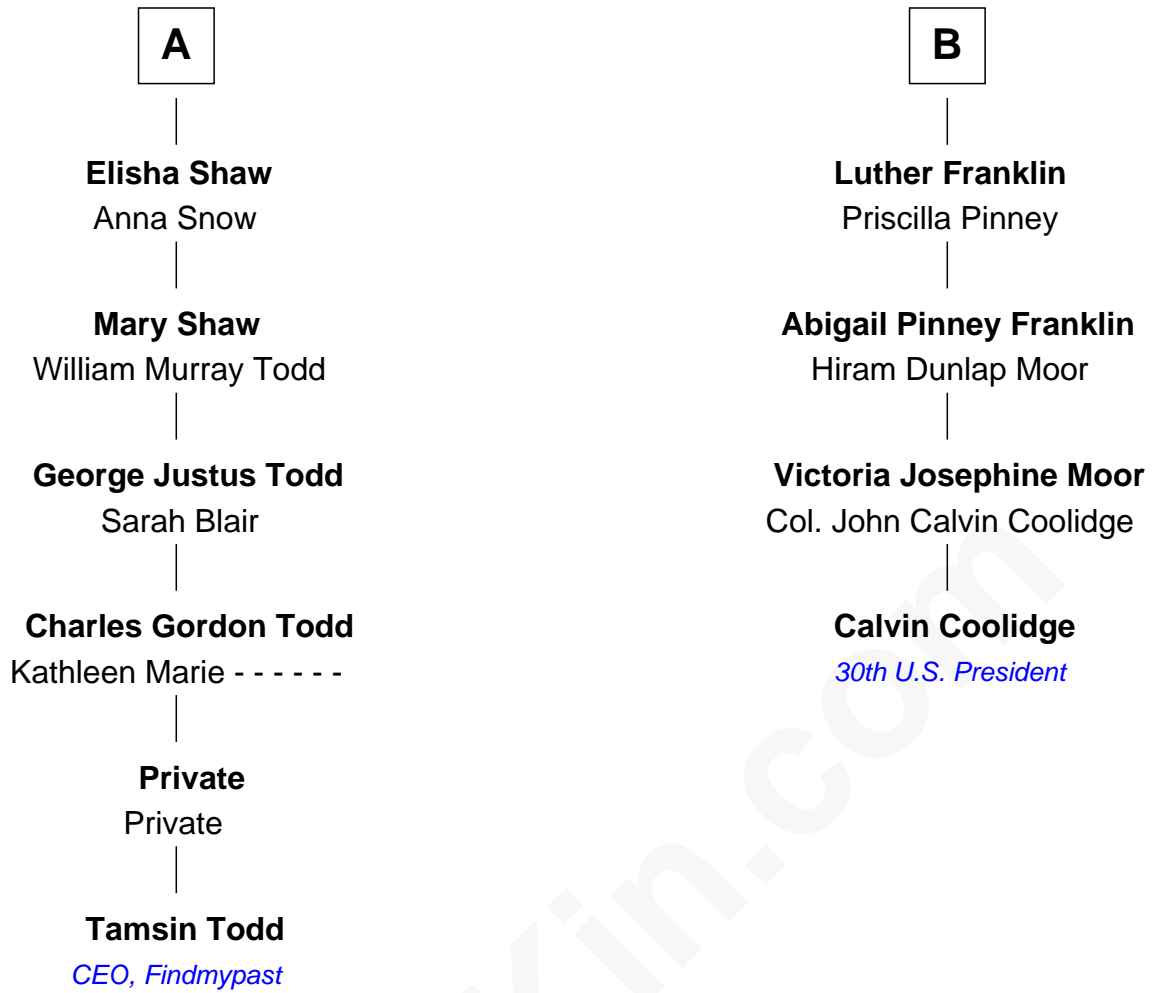 A
Elisha Shaw
Anna Snow
Mary Shaw
William Murray Todd
George Justus Todd
Sarah Blair
Charles Gordon Todd
Kathleen Marie - - - - - -
Private
Private
Tamsin Todd
CEO, Findmypast
B
Luther Franklin
Priscilla Pinney
Abigail Pinney Franklin
Hiram Dunlap Moor
Victoria Josephine Moor
Col. John Calvin Coolidge
Calvin Coolidge
30th U.S. President
Kin.com